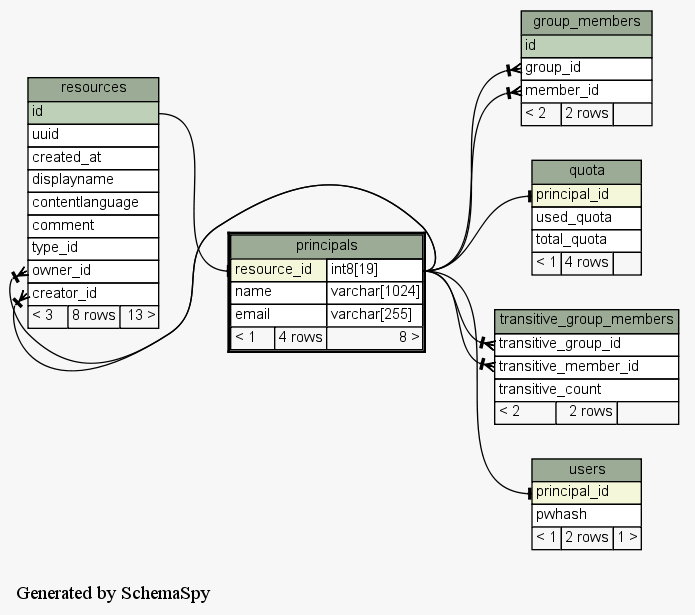 resources
id
uuid
created_at
displayname
contentlanguage
comment
type_id
owner_id
creator_id
< 3 8 rows 13 >
principals
resource_id int8[19]
name varchar[1024]
email varchar[255]
< 1 4 rows 8 >
group_members
id
group_id
member_id
< 2 2 rows
quota
principal_id
used_quota
total_quota
< 1 4 rows
transitive_group_members
transitive_group_id
transitive_member_id
transitive_count
< 2 2 rows
users
principal_id
pwhash
< 1 2 rows 1 >
Generated by SchemaSpy